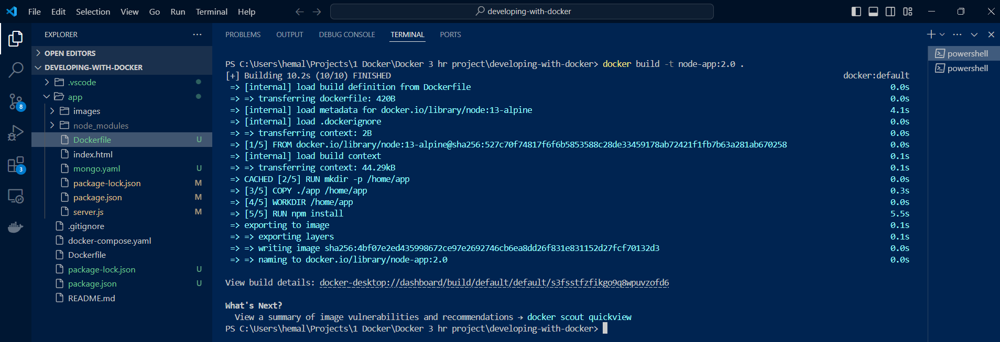 File Edit Selection View Go Run Terminal Help
developing-with-docker
EXPLORER
OPEN EDITORS
DEVELOPING-WITH-DOCKER
.vscode
app
images
node_modules
Dockerfile U
index.html
mongo.yaml U
package-lock.json M
package.json M
server.js M
.gitignore
docker-compose.yaml
Dockerfile
package-lock.json U
package.json U
README.md
8
3
PROBLEMS OUTPUT DEBUG CONSOLE TERMINAL PORTS
PS C:\Users\hemal\Projects\1 Docker\Docker 3 hr project\developing-with-docker> docker build -t node-app:2.0 .
[+] Building 10.2s (10/10) FINISHED docker:default
=> [internal] load build definition from Dockerfile 0.0s
=> => transferring dockerfile: 420B 0.0s
=> [internal] load metadata for docker.io/library/node:13-alpine 4.1s
=> [internal] load .dockerignore 0.0s
=> => transferring context: 2B 0.0s
=> [1/5] FROM docker.io/library/node:13-alpine@sha256:527c70f74817f6f6b5853588c28de33459178ab72421f1fb7b63a281ab670258 0.0s
=> [internal] load build context 0.1s
=> => transferring context: 44.29kB 0.1s
=> CACHED [2/5] RUN mkdir -p /home/app 0.0s
=> [3/5] COPY ./app /home/app 0.3s
=> [4/5] WORKDIR /home/app 0.0s
=> [5/5] RUN npm install 5.5s
=> exporting to image 0.1s
=> => exporting layers 0.1s
=> => writing image sha256:4bf07e2ed435998672ce97e2692746cb6ea8dd26f831e831152d27fcf70132d3 0.0s
=> => naming to docker.io/library/node-app:2.0 0.0s
View build details: docker-desktop://dashboard/build/default/default/s3fsstfzfikgo9q8wpuvzofd6
What's Next?
View a summary of image vulnerabilities and recommendations → docker scout quickview
PS C:\Users\hemal\Projects\1 Docker\Docker 3 hr project\developing-with-docker>
powershell
powershell